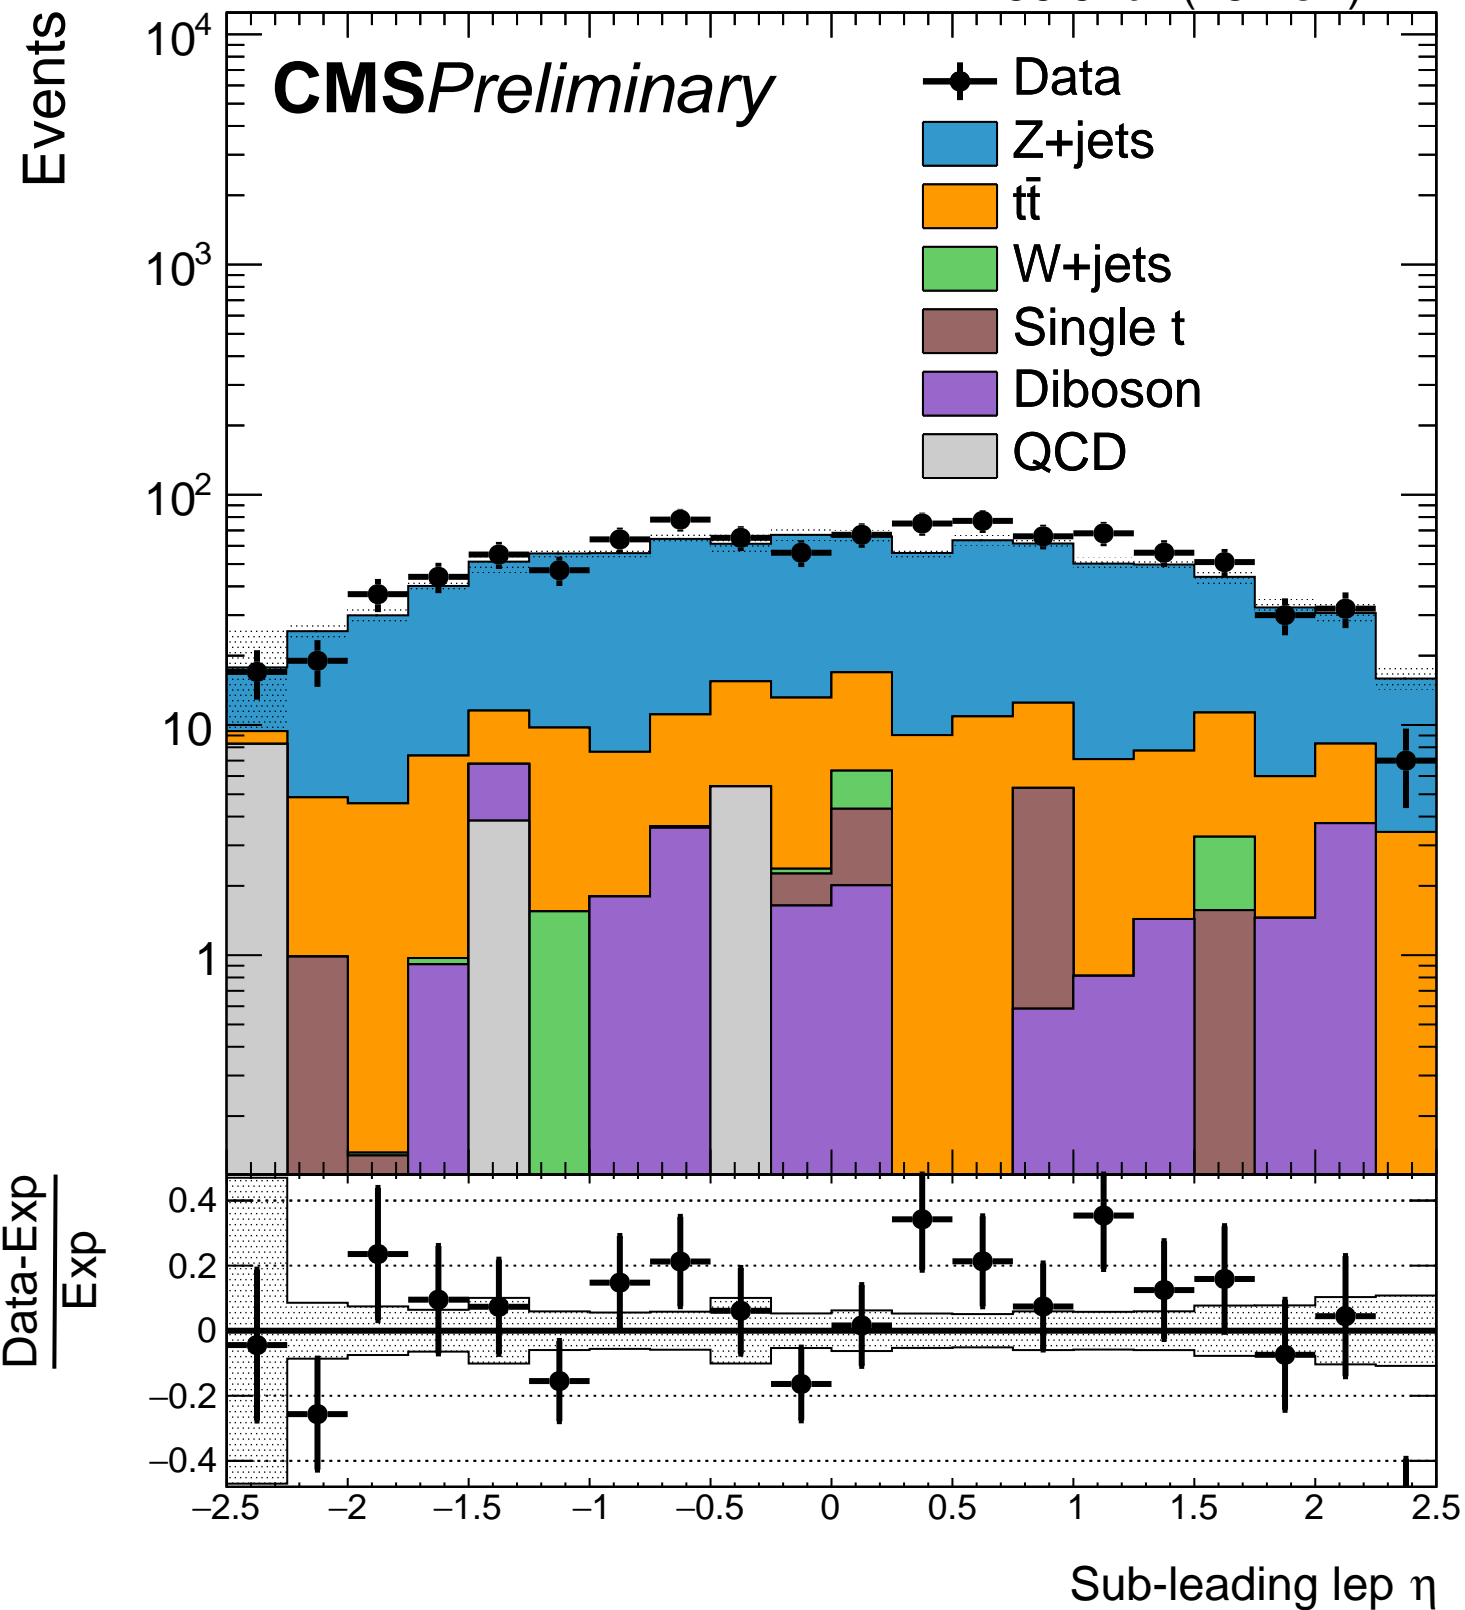 Events
CMS Preliminary
Data
Z+jets
tt̄
W+jets
Single t
Diboson
QCD
10⁴
10³
10²
10
1
Data-Exp
Exp
0.4
0.2
0
−0.2
−0.4
−2.5 −2 −1.5 −1 −0.5 0 0.5 1 1.5 2 2.5
Sub-leading lep η